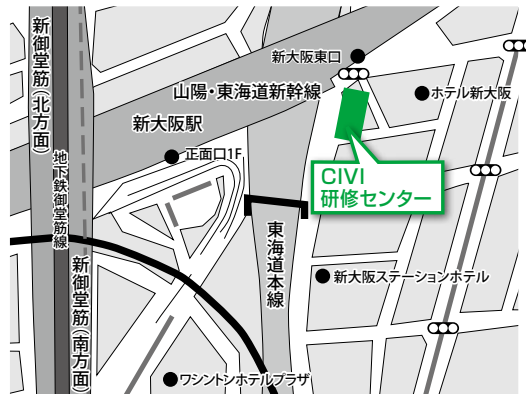 新御堂筋(北方面)
地下鉄御堂筋線
新御堂筋(南方面)
新大阪東口
山陽・東海道新幹線
ホテル新大阪
新大阪駅
正面口1F
CIVI
研修センター
東海道本線
新大阪ステーションホテル
ワシントンホテルプラザ